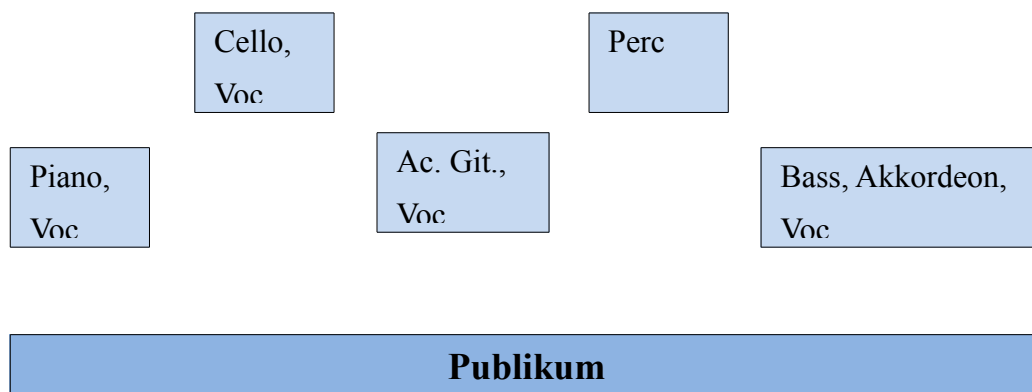 Cello,
Voc
Perc
Piano,
Voc
Ac. Git.,
Voc
Bass, Akkordeon,
Voc
Publikum